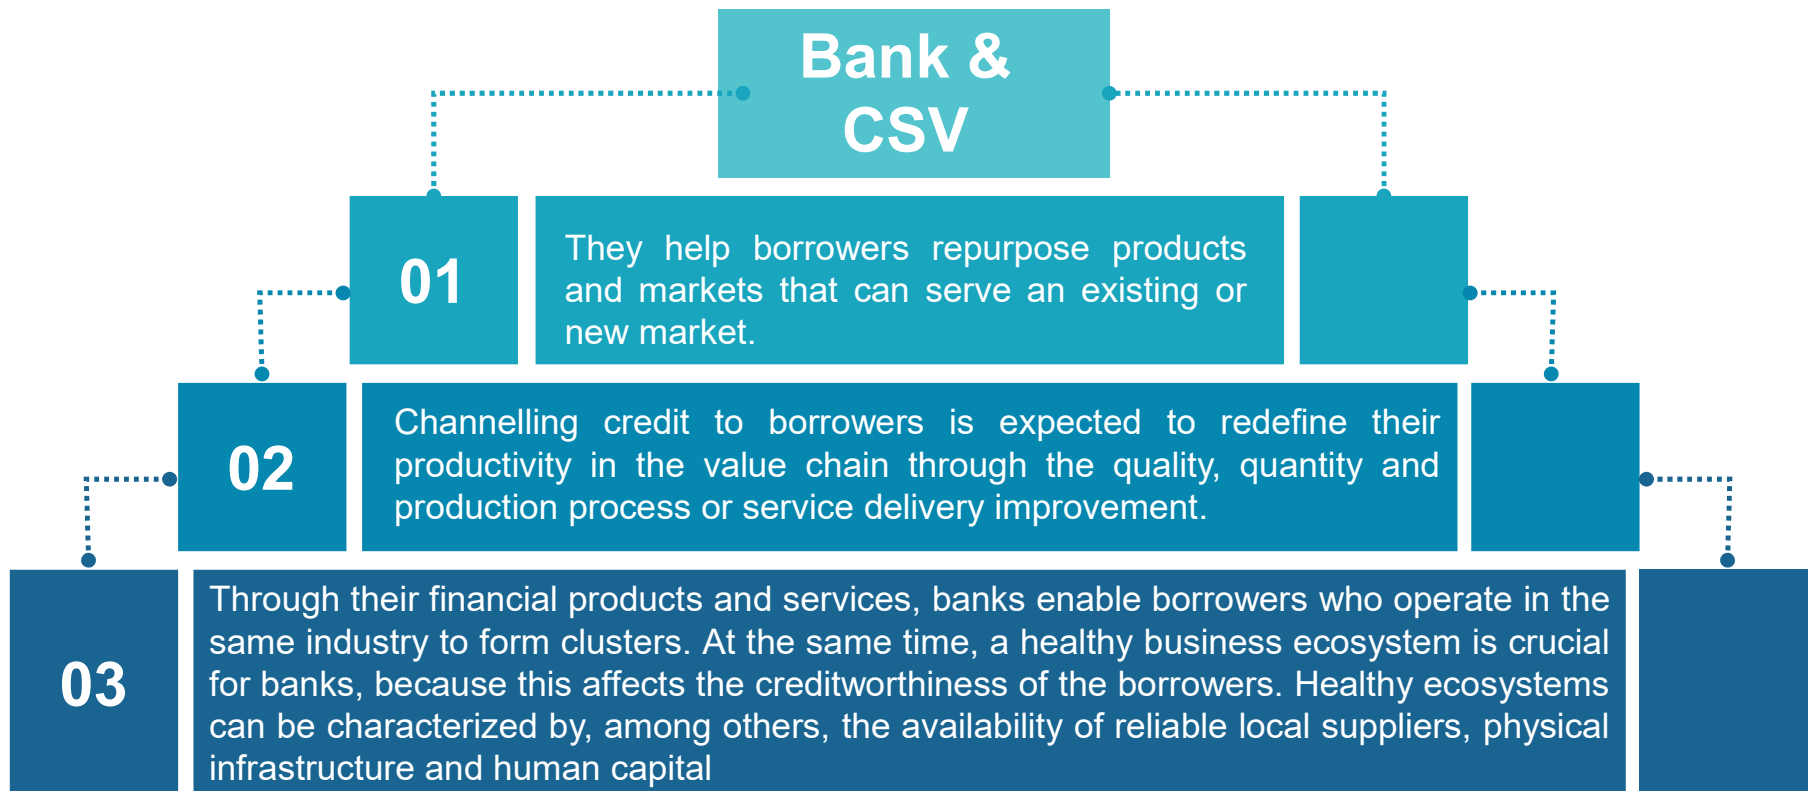 Bank &
CSV
01
They help borrowers repurpose products
and markets that can serve an existing or
new market.
02
Channelling credit to borrowers is expected to redefine their
productivity in the value chain through the quality, quantity and
production process or service delivery improvement.
03
Through their financial products and services, banks enable borrowers who operate in the
same industry to form clusters. At the same time, a healthy business ecosystem is crucial
for banks, because this affects the creditworthiness of the borrowers. Healthy ecosystems
can be characterized by, among others, the availability of reliable local suppliers, physical
infrastructure and human capital